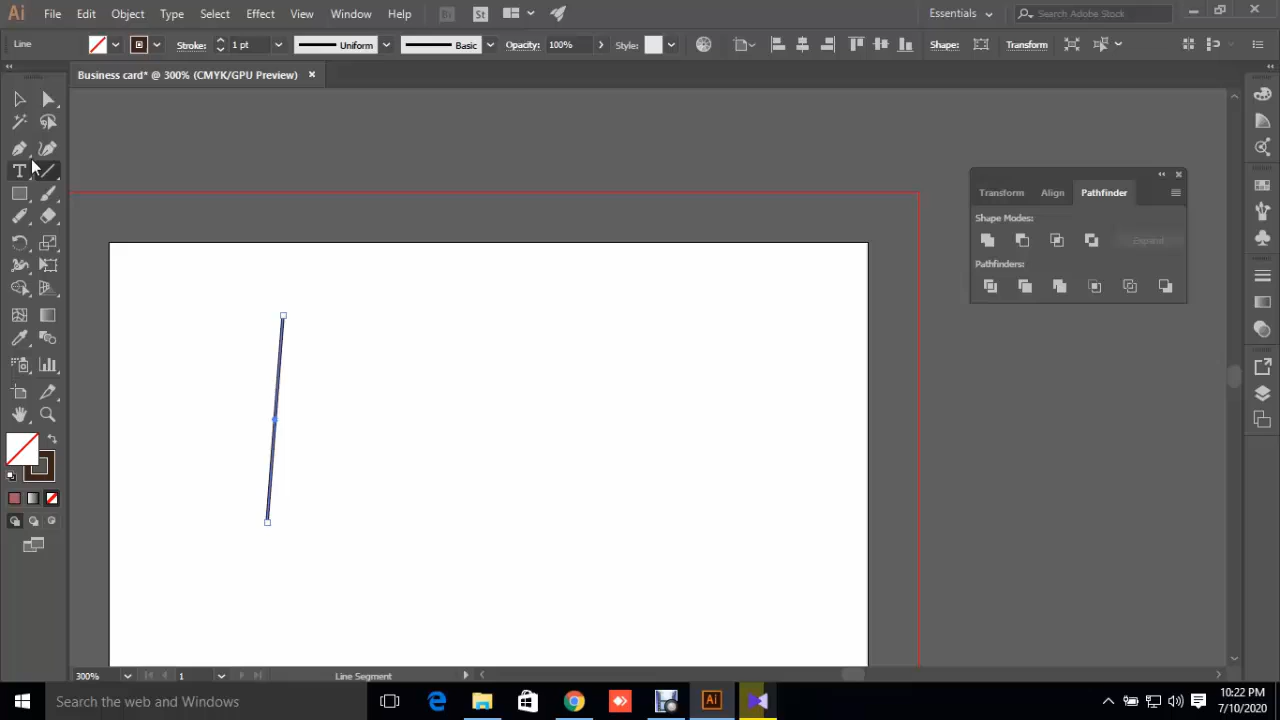 Ai File Edit Object Type Select Effect View Window Help Br St Essentials Search Adobe Stock
Line Stroke: 1 pt Uniform Basic Opacity: 100% Style: Shape: Transform
Business card* @ 300% (CMYK/GPU Preview)
Transform Align Pathfinder
Shape Modes:
Expand
Pathfinders:
300% 1 Line Segment
Search the web and Windows
Ai
10:22 PM
7/10/2020